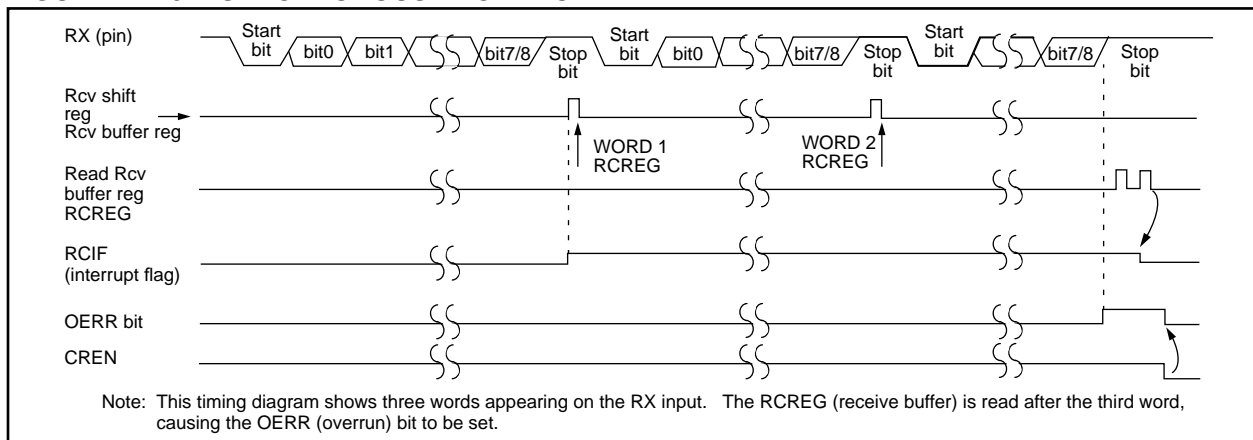 RX (pin)
Start
bit
bit0
bit1
bit7/8
Stop
bit
Start
bit
bit0
bit7/8
Stop
bit
Start
bit
bit7/8
Stop
bit
Rcv shift
reg
Rcv buffer reg
WORD 1
RCREG
WORD 2
RCREG
Read Rcv
buffer reg
RCREG
RCIF
(interrupt flag)
OERR bit
CREN
Note: This timing diagram shows three words appearing on the RX input. The RCREG (receive buffer) is read after the third word,
causing the OERR (overrun) bit to be set.